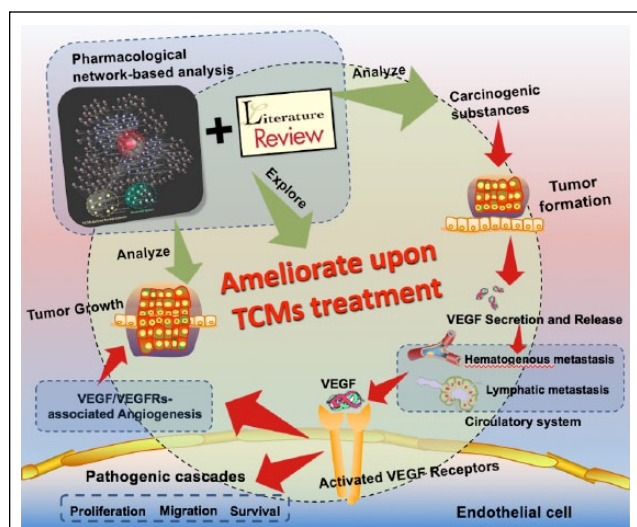 Pharmacological
network-based analysis
Analyze
Literature
Review
Carcinogenic
substances
Explore
Tumor
formation
Analyze
Ameliorate upon
TCMs treatment
Tumor Growth
VEGF Secretion and Release
Hematogenous metastasis
VEGF
Lymphatic metastasis
VEGF/VEGFRs-
associated Angiogenesis
Circulatory system
Activated VEGF Receptors
Pathogenic cascades
Proliferation Migration Survival
Endothelial cell